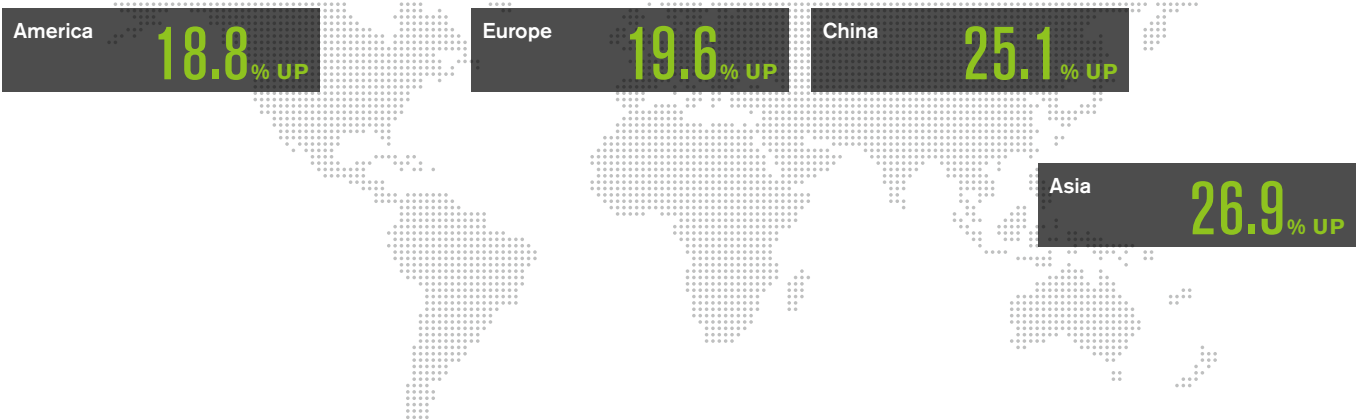 America
18.8% UP
Europe
19.6% UP
China
25.1% UP
Asia
26.9% UP